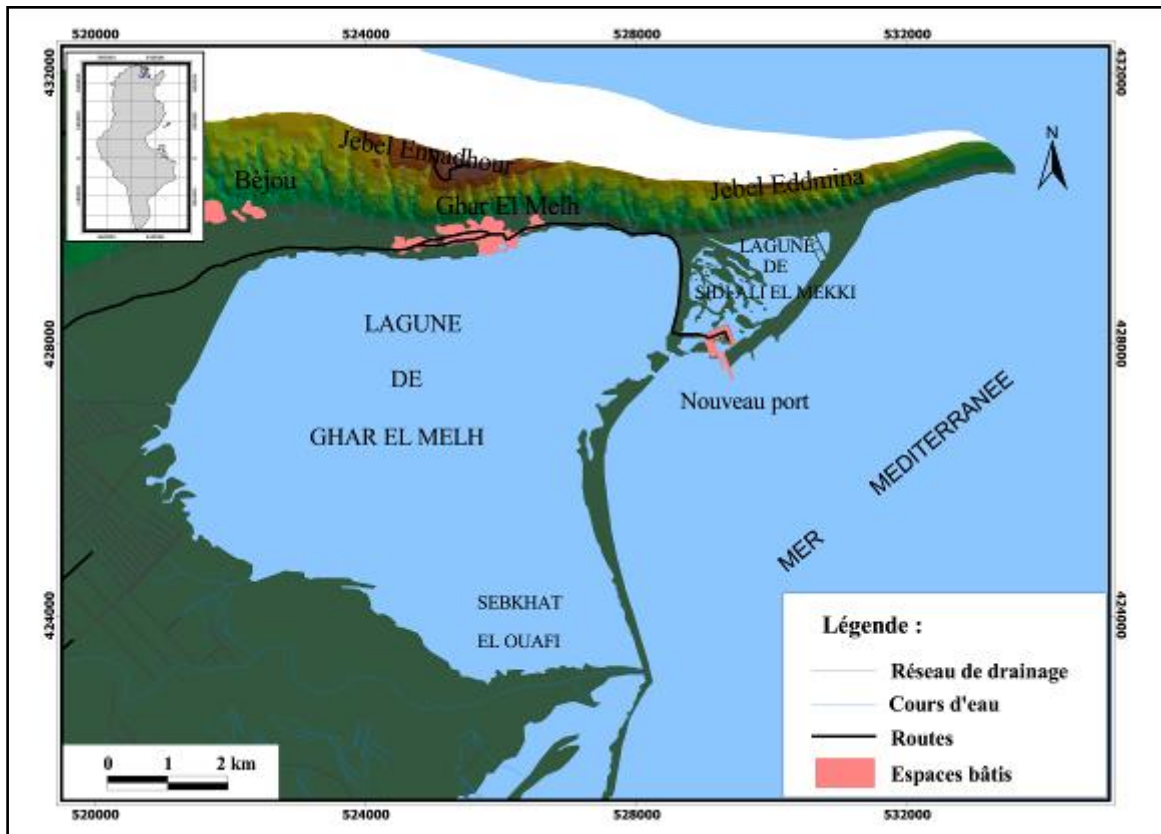 520000
524000
528000
532000
432000
432000
N
Jebel Ennadhour
Bèjou
Jebel Eddmina
Ghar El Melh
LAGUNE
DE
SIDI ALI EL MEKKI
LAGUNE
DE
GHAR EL MELH
428000
428000
Nouveau port
MER MEDITERRANEE
SEBKHAT
EL OUAFI
424000
424000
Légende :
Réseau de drainage
Cours d'eau
Routes
Espaces bâtis
0 1 2 km
520000
524000
528000
532000